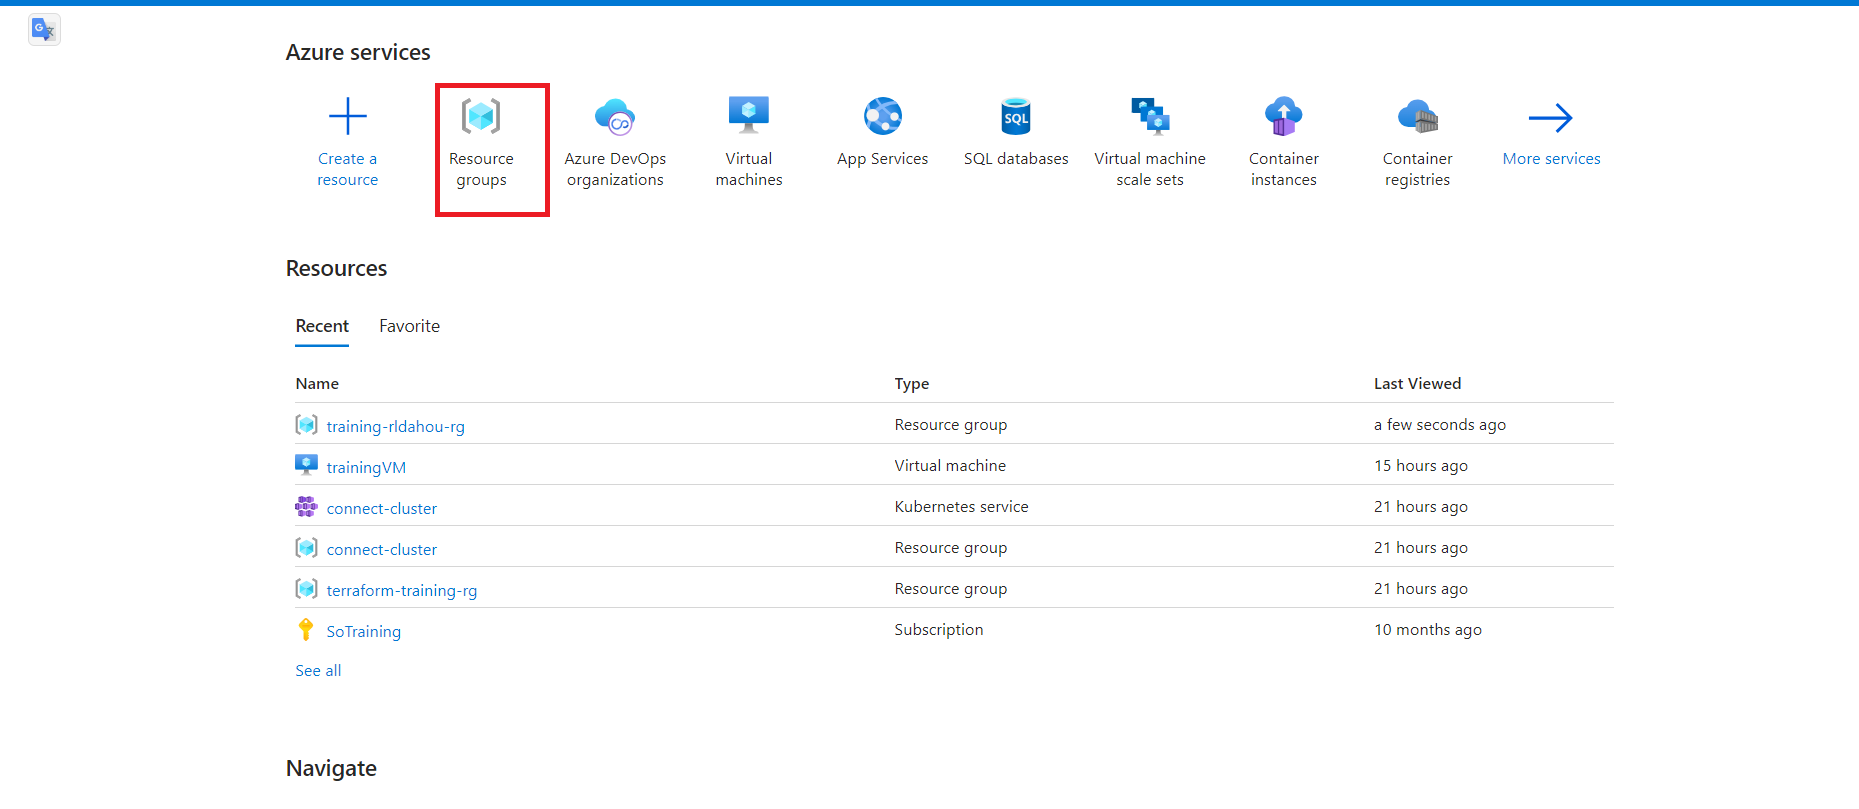 Azure services
Create a resource
Resource groups
Azure DevOps organizations
Virtual machines
App Services
SQL
SQL databases
Virtual machine scale sets
Container instances
Container registries
More services
Resources
Recent Favorite
Name Type Last Viewed
training-rldahou-rg Resource group a few seconds ago
trainingVM Virtual machine 15 hours ago
connect-cluster Kubernetes service 21 hours ago
connect-cluster Resource group 21 hours ago
terraform-training-rg Resource group 21 hours ago
SoTraining Subscription 10 months ago
See all
Navigate